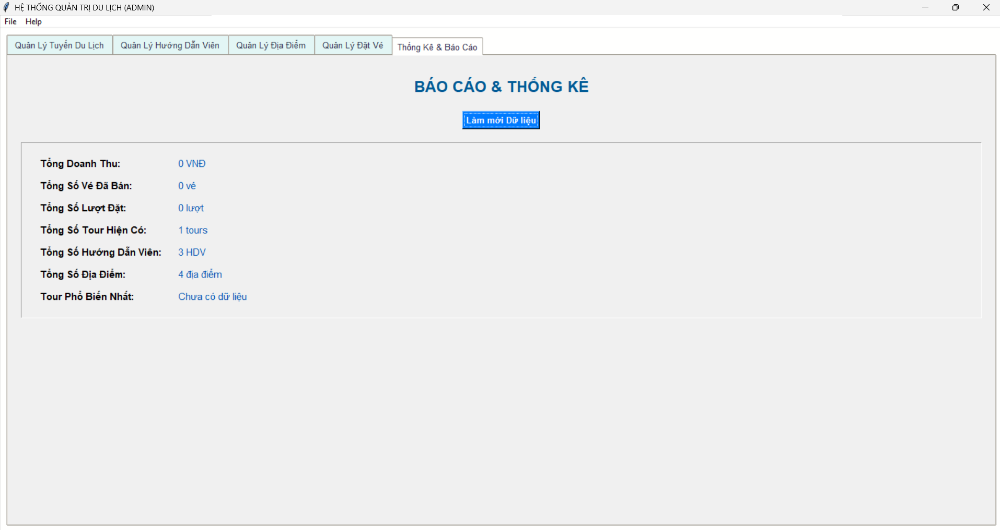 HỆ THỐNG QUẢN TRỊ DU LỊCH (ADMIN)
File Help
Quản Lý Tuyến Du Lịch Quản Lý Hướng Dẫn Viên Quản Lý Địa Điểm Quản Lý Đặt Vé Thống Kê & Báo Cáo
BÁO CÁO & THỐNG KÊ
Làm mới Dữ liệu
Tổng Doanh Thu: 0 VNĐ
Tổng Số Vé Đã Bán: 0 vé
Tổng Số Lượt Đặt: 0 lượt
Tổng Số Tour Hiện Có: 1 tours
Tổng Số Hướng Dẫn Viên: 3 HDV
Tổng Số Địa Điểm: 4 địa điểm
Tour Phổ Biến Nhất: Chưa có dữ liệu